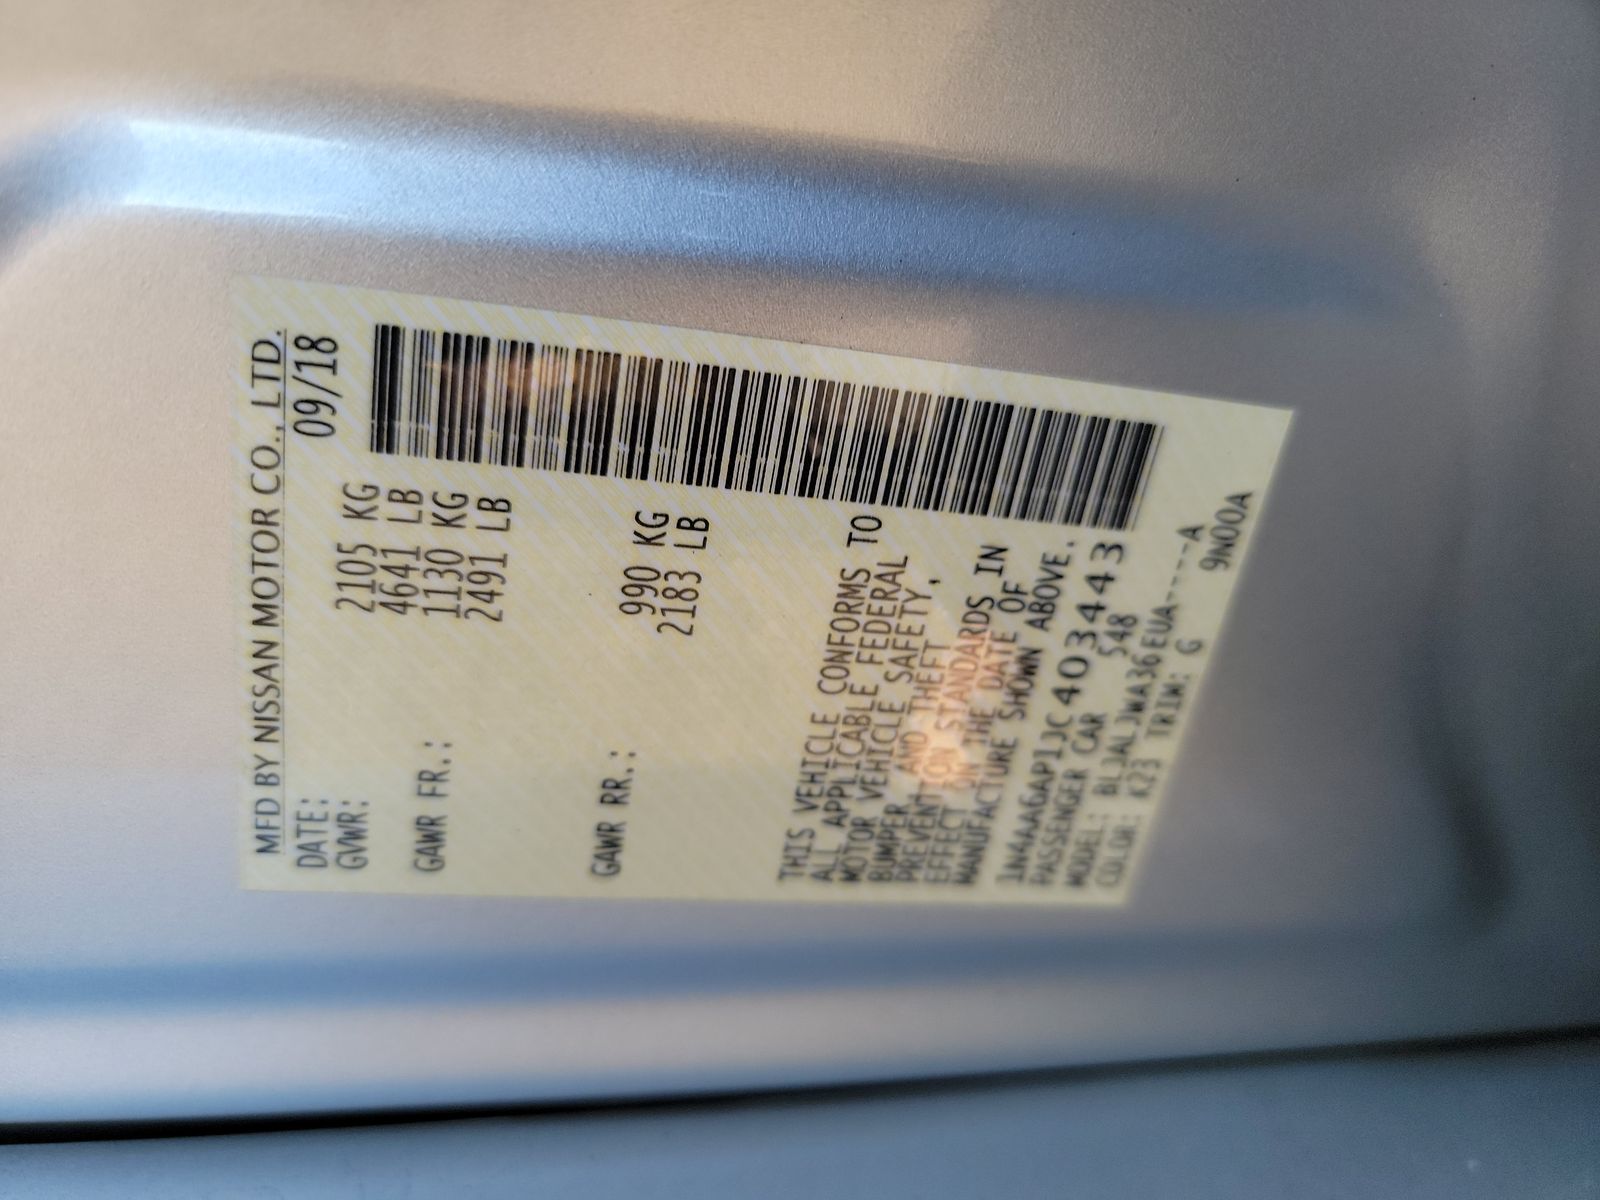 MFD BY NISSAN MOTOR CO., LTD.
DATE: 09/18
GVWR: 2105 KG
4641 LB
GAWR FR.: 1130 KG
2491 LB
GAWR RR.: 990 KG
2183 LB
THIS VEHICLE CONFORMS TO
ALL APPLICABLE FEDERAL
MOTOR VEHICLE SAFETY,
BUMPER, AND THEFT
PREVENTION STANDARDS IN
EFFECT ON THE DATE OF
MANUFACTURE SHOWN ABOVE.
1N4AA6AP1JC403443
PASSENGER CAR 548
MODEL: BLJALJWA36EUA----A
COLOR: K23 TRIM: G 9N00A